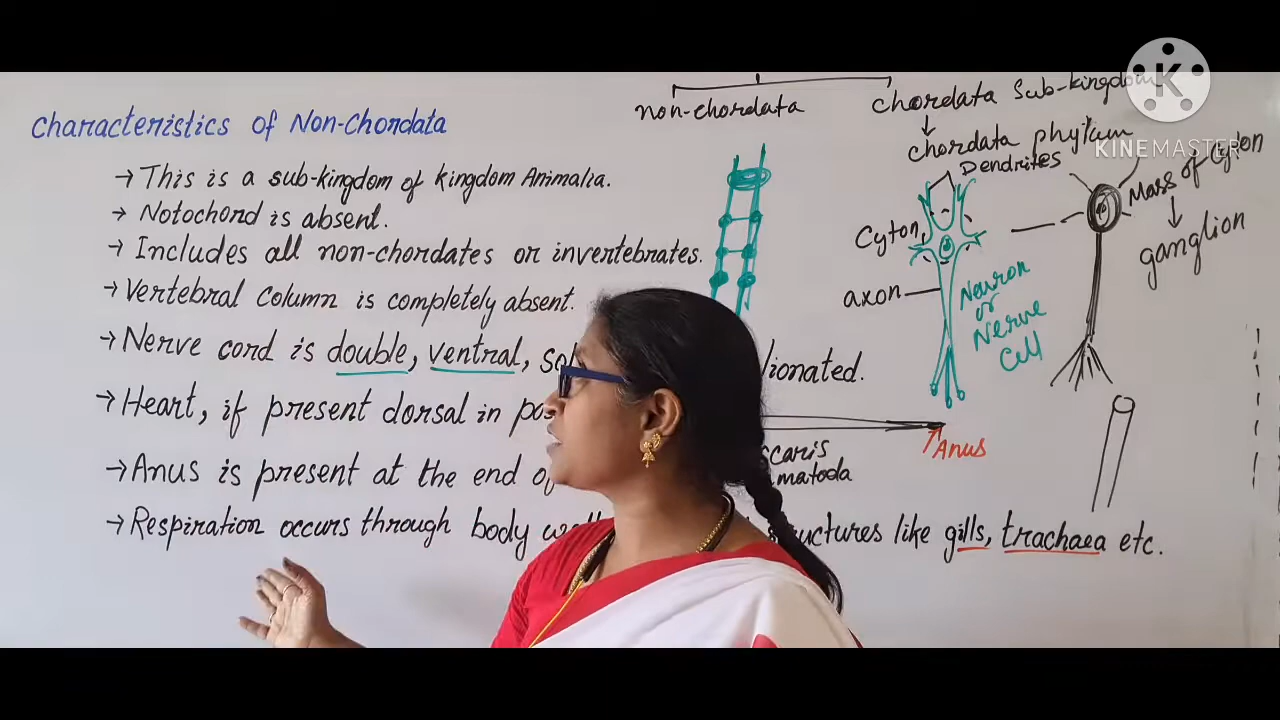 Characteristics of Non-Chordata
→ This is a sub-kingdom of kingdom Animalia.
→ Notochord is absent.
→ Includes all non-chordates or invertebrates.
→ Vertebral column is completely absent.
→ Nerve cord is double, ventral,
→ Heart, if present dorsal in
→ Anus is present at the end of
→ Respiration occurs through body
like gills, trachaea etc.
non-chordata
chordata sub-kingdom
↓
chordata phylum
Dendrites
Cyton
axon
Neuron
or
Nerve
Cell
Mass of Cyton
↓
ganglion
Anus
K
KINEMASTER